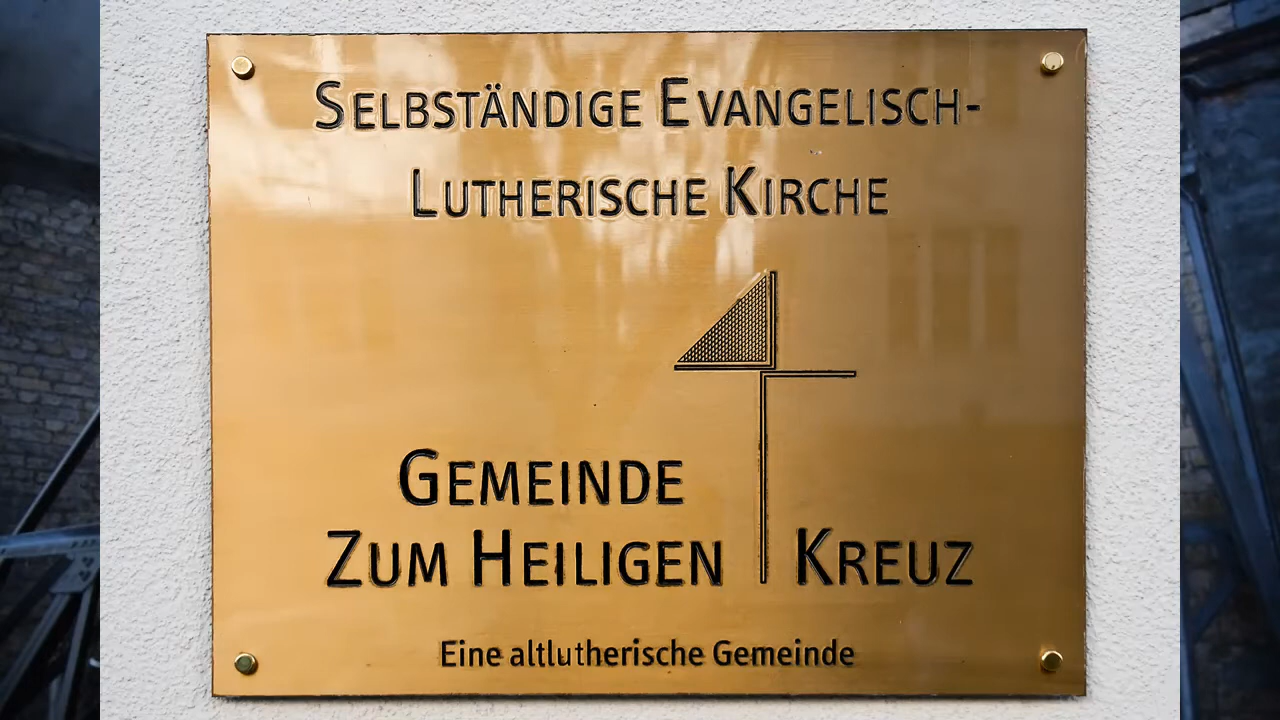 Selbständige Evangelisch-
Lutherische Kirche
Gemeinde
Zum Heiligen Kreuz
Eine altlutherische Gemeinde